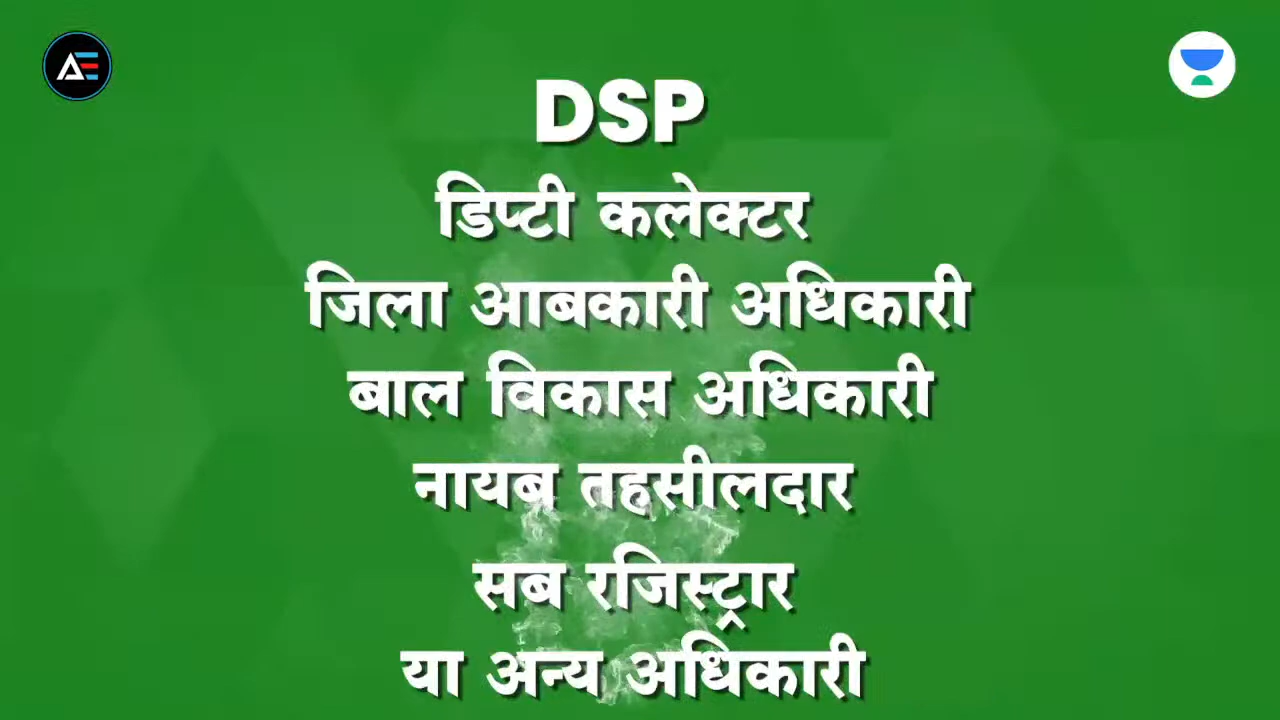 DSP
डिप्टी कलेक्टर
जिला आबकारी अधिकारी
बाल विकास अधिकारी
नायब तहसीलदार
सब रजिस्ट्रार
या अन्य अधिकारी